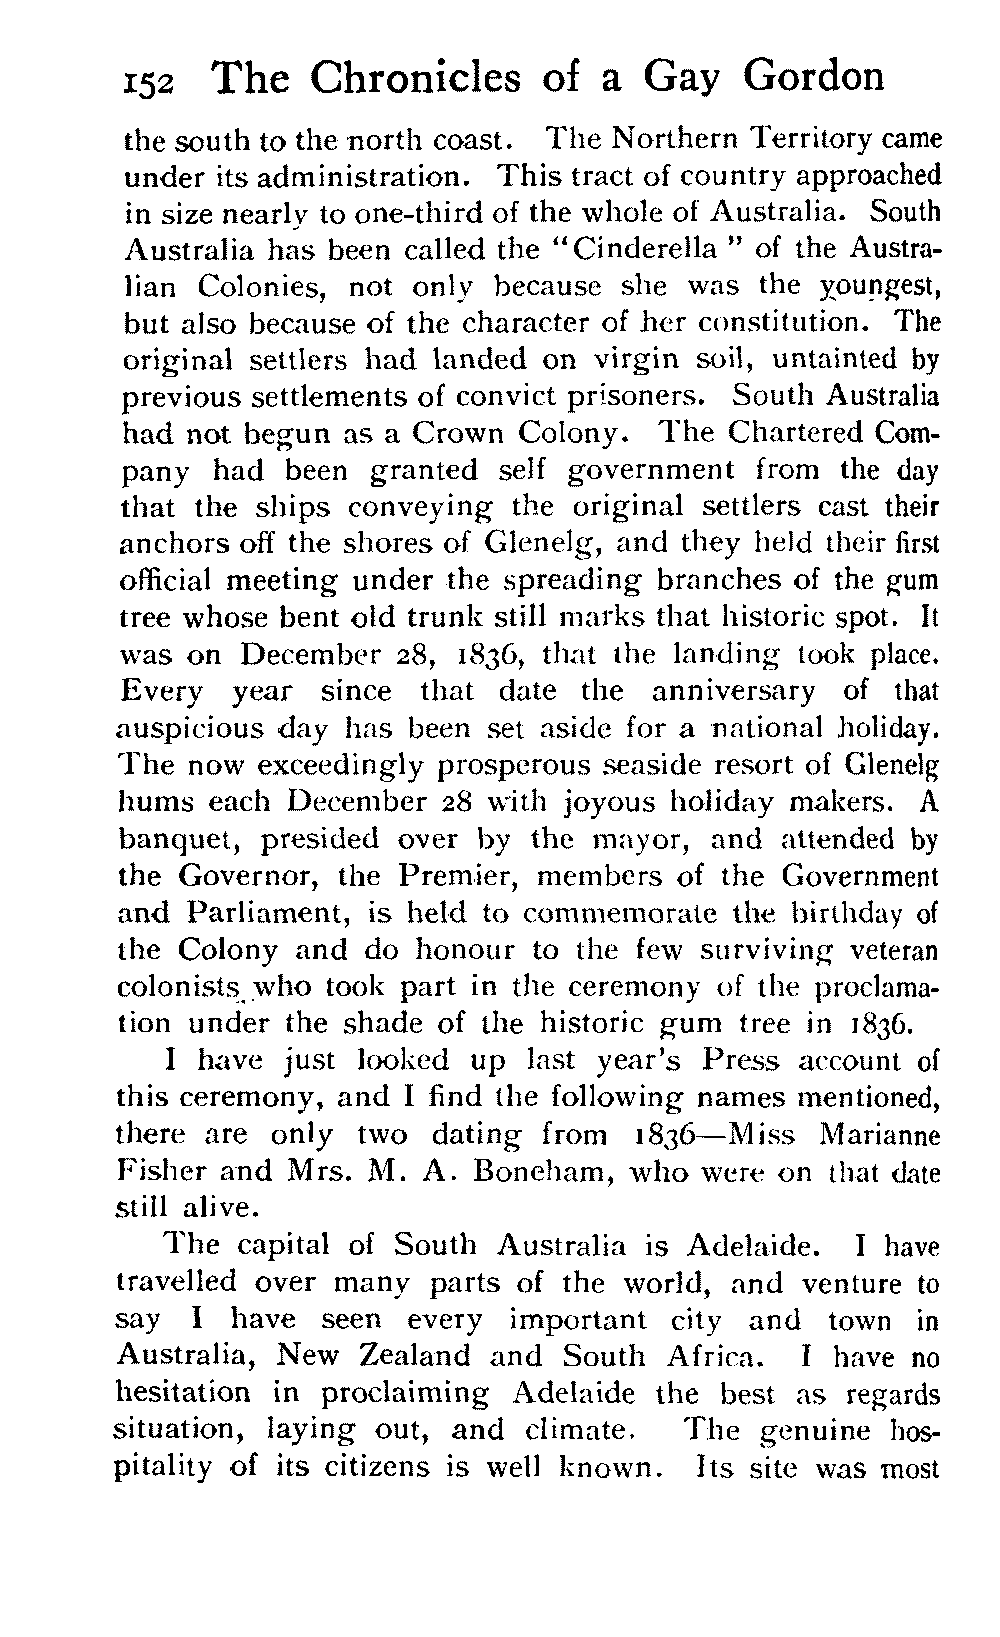 152 The Chronicles of a Gay Gordon
the south to the north coast. The Northern Territory came
under its administration. This tract of country approached
in size nearly to one-third of the whole of Australia. South
Australia has been called the "Cinderella" of the Austra-
lian Colonies, not only because she was the youngest,
but also because of the character of her constitution. The
original settlers had landed on virgin soil, untainted by
previous settlements of convict prisoners. South Australia
had not begun as a Crown Colony. The Chartered Com-
pany had been granted self government from the day
that the ships conveying the original settlers cast their
anchors off the shores of Glenelg, and they held their first
official meeting under the spreading branches of the gum
tree whose bent old trunk still marks that historic spot. It
was on December 28, 1836, that the landing took place.
Every year since that date the anniversary of that
auspicious day has been set aside for a national holiday.
The now exceedingly prosperous seaside resort of Glenelg
hums each December 28 with joyous holiday makers. A
banquet, presided over by the mayor, and attended by
the Governor, the Premier, members of the Government
and Parliament, is held to commemorate the birthday of
the Colony and do honour to the few surviving veteran
colonists who took part in the ceremony of the proclama-
tion under the shade of the historic gum tree in 1836.
I have just looked up last year's Press account of
this ceremony, and I find the following names mentioned,
there are only two dating from 1836—Miss Marianne
Fisher and Mrs. M. A. Boneham, who were on that date
still alive.
The capital of South Australia is Adelaide. I have
travelled over many parts of the world, and venture to
say I have seen every important city and town in
Australia, New Zealand and South Africa. I have no
hesitation in proclaiming Adelaide the best as regards
situation, laying out, and climate. The genuine hos-
pitality of its citizens is well known. Its site was most